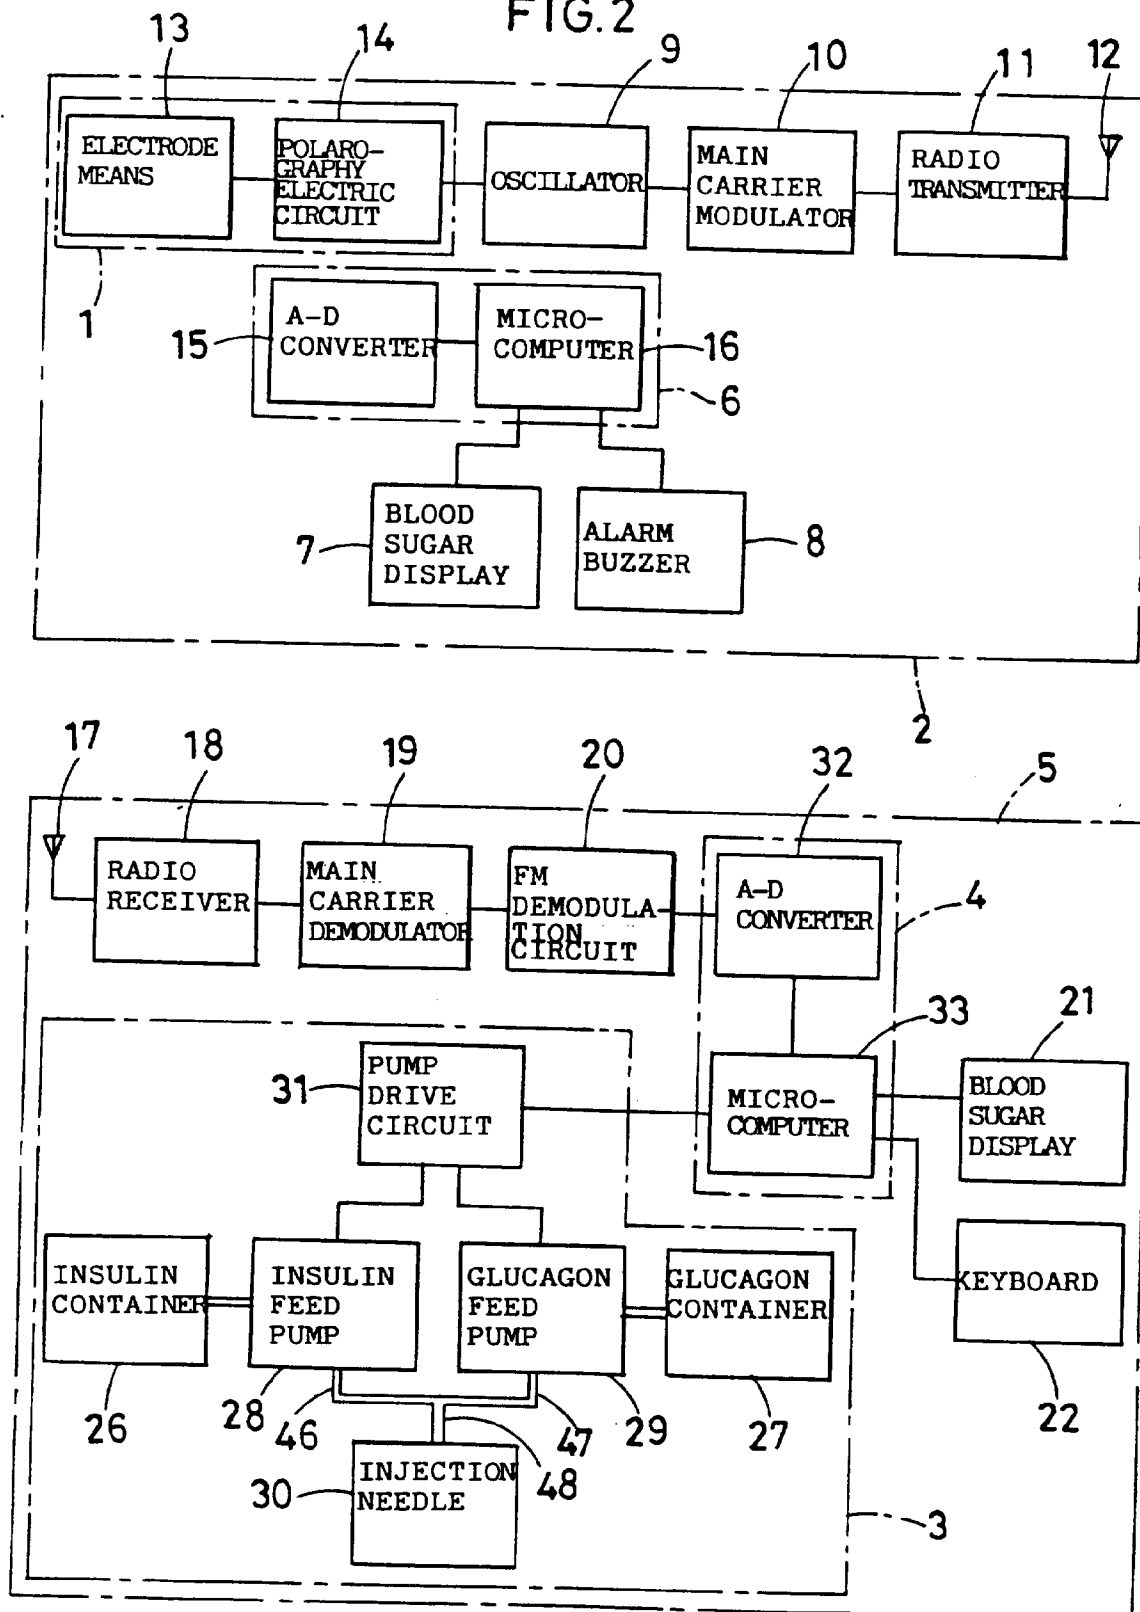 FIG.2
13
14
9
10
11
12
ELECTRODE
MEANS
POLARO-
GRAPHY
ELECTRIC
CIRCUIT
OSCILLATOR
MAIN
CARRIER
MODULATOR
RADIO
TRANSMITTER
1
15
A-D
CONVERTER
MICRO-
COMPUTER
16
6
7
BLOOD
SUGAR
DISPLAY
ALARM
BUZZER
8
2
17
18
19
20
32
5
RADIO
RECEIVER
MAIN
CARRIER
DEMODULATOR
FM
DEMODULA-
TION
CIRCUIT
A-D
CONVERTER
4
33
21
31
PUMP
DRIVE
CIRCUIT
MICRO-
COMPUTER
BLOOD
SUGAR
DISPLAY
INSULIN
CONTAINER
INSULIN
FEED
PUMP
GLUCAGON
FEED
PUMP
GLUCAGON
CONTAINER
KEYBOARD
26
28
46
47
29
27
22
48
30
INJECTION
NEEDLE
3